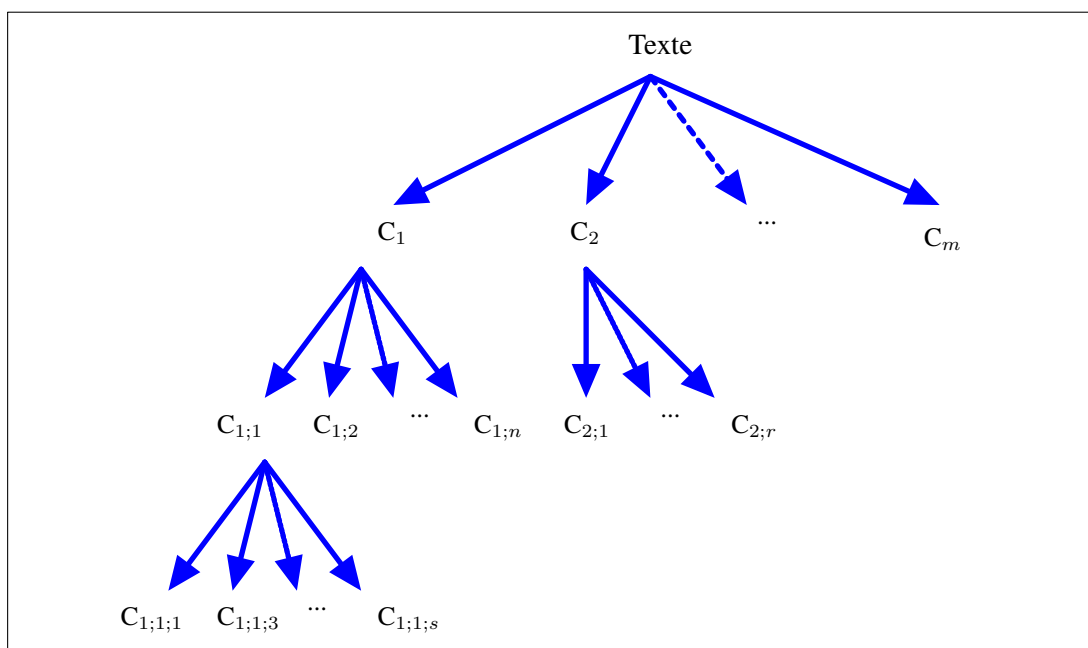 Texte
C₁ C₂ ... Cₘ
C₁;₁ C₁;₂ ... C₁;ₙ C₂;₁ ... C₂;ᵣ
C₁;₁;₁ C₁;₁;₃ ... C₁;₁;ₛ